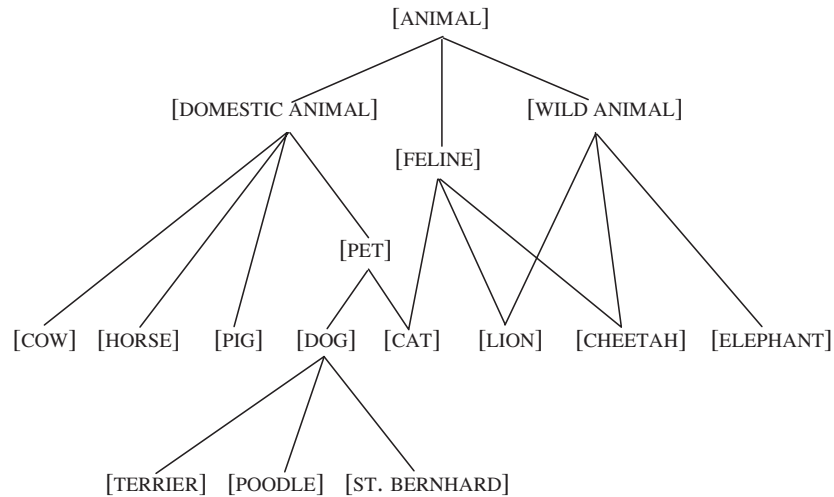 [ANIMAL]
[DOMESTIC ANIMAL] [WILD ANIMAL]
[FELINE]
[PET]
[COW] [HORSE] [PIG] [DOG] [CAT] [LION] [CHEETAH] [ELEPHANT]
[TERRIER] [POODLE] [ST. BERNHARD]